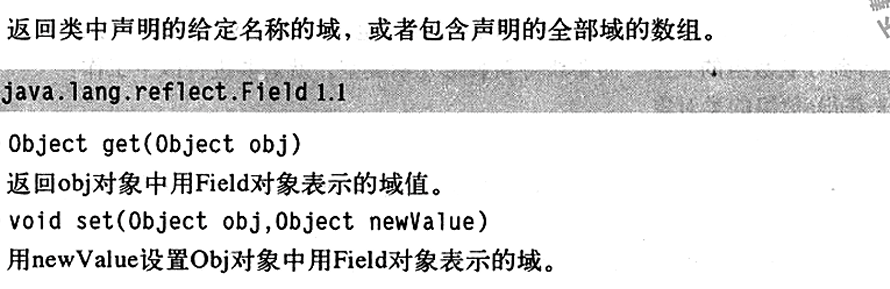 返回类中声明的给定名称的域，或者包含声明的全部域的数组。
java.lang.reflect.Field 1.1
Object get(Object obj)
返回obj对象中用Field对象表示的域值。
void set(Object obj,Object newValue)
用newValue设置Obj对象中用Field对象表示的域。